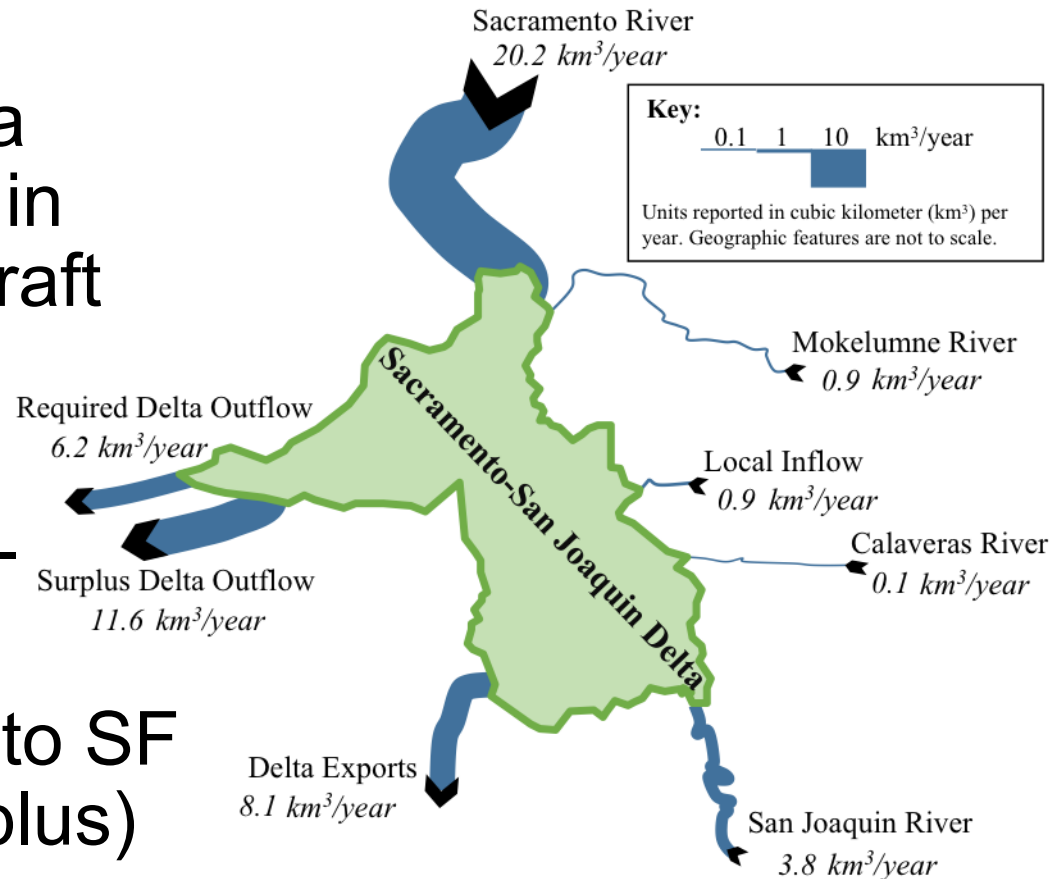 a
in
raft
–
to SF
plus)
Sacramento River
20.2 km³/year
Key:
0.1 1 10 km³/year
Units reported in cubic kilometer (km³) per
year. Geographic features are not to scale.
Mokelumne River
0.9 km³/year
Required Delta Outflow
6.2 km³/year
Local Inflow
0.9 km³/year
Calaveras River
0.1 km³/year
Sacramento-San Joaquin Delta
Surplus Delta Outflow
11.6 km³/year
Delta Exports
8.1 km³/year
San Joaquin River
3.8 km³/year